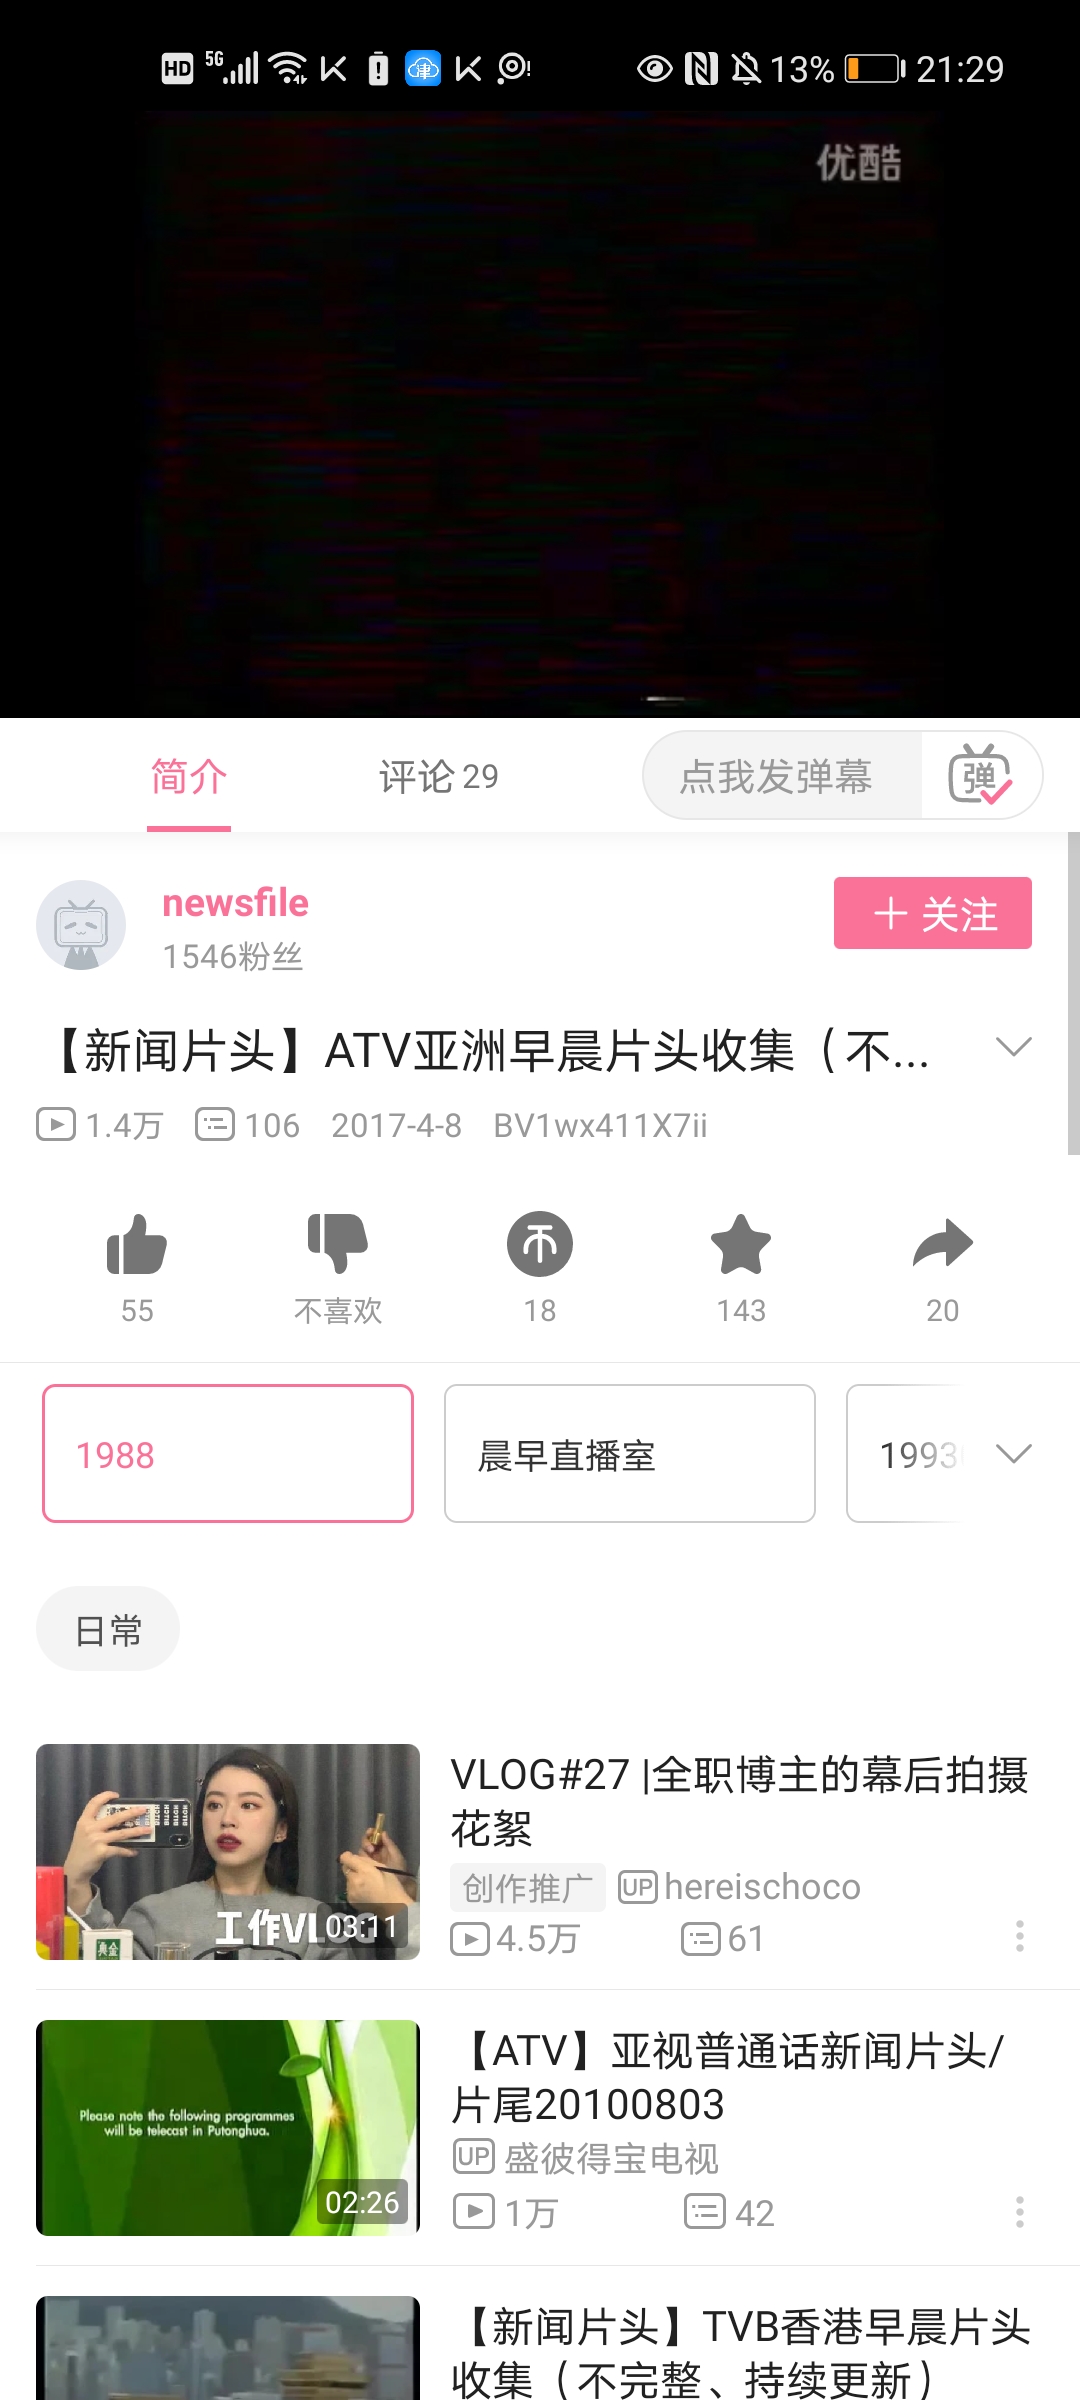 HD 5G 津 13% 21:29
优酷
简介 评论 29 点我发弹幕 弹
newsfile
1546粉丝
关注
【新闻片头】ATV亚洲早晨片头收集（不...
1.4万 106 2017-4-8 BV1wx411X7ii
55 不喜欢 18 143 20
1988 晨早直播室 1993
日常
VLOG#27 |全职博主的幕后拍摄
花絮
创作推广 UP hereischoco
4.5万 61
工作VL
03:11
【ATV】亚视普通话新闻片头/
片尾20100803
UP 盛彼得宝电视
1万 42
Please note the following programmes
will be telecast in Putonghua.
02:26
【新闻片头】TVB香港早晨片头
收集（不完整、持续更新）